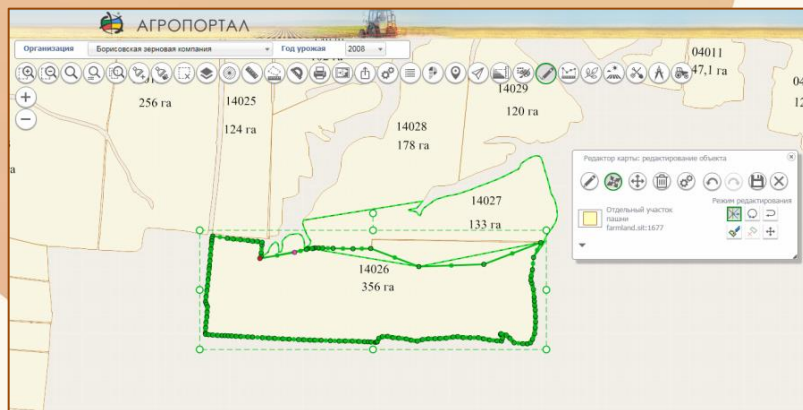 АГРОПОРТАЛ
Организация Борисовская зерновая компания Год урожая 2008
04011
47,1 га
256 га
14025
124 га
14029
120 га
14028
178 га
14027
133 га
14026
356 га
Редактор карты: редактирование объекта
Режим редактирования
Отдельный участок
пашни
farmland.sit:1677